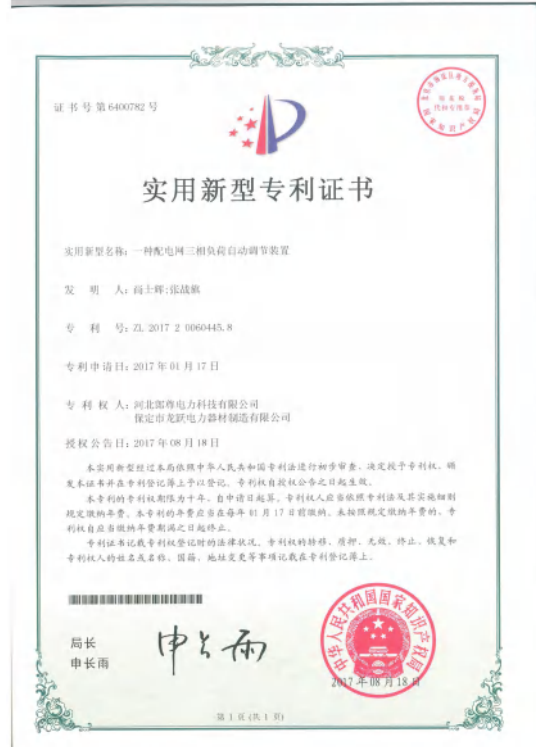 证书号第6400782号
实用新型专利证书
实用新型名称：一种配电网三相负荷自动调节装置
发 明 人：尚士辉;张战旗
专 利 号：ZL 2017 2 0060445.8
专利申请日：2017年01月17日
专 利 权 人：河北郭尊电力科技有限公司
保定市龙跃电力器材制造有限公司
授权公告日：2017年08月18日
本实用新型经过本局依照中华人民共和国专利法进行初步审查，决定授予专利权，颁
发本证书并在专利登记簿上予以登记。专利权自授权公告之日起生效。
本专利的专利权期限为十年，自申请日起算。专利权人应当依照专利法及其实施细则
规定缴纳年费。本专利的年费应当在每年01月17日前缴纳。未按照规定缴纳年费的，专
利权自应当缴纳年费期满之日起终止。
专利证书记载专利权登记时的法律状况。专利权的转移、质押、无效、终止、恢复和
专利权人的姓名或名称、国籍、地址变更等事项记载在专利登记簿上。
局长
申长雨
申长雨
中华人民共和国国家知识产权局
2017年08月18日
第1页(共1页)